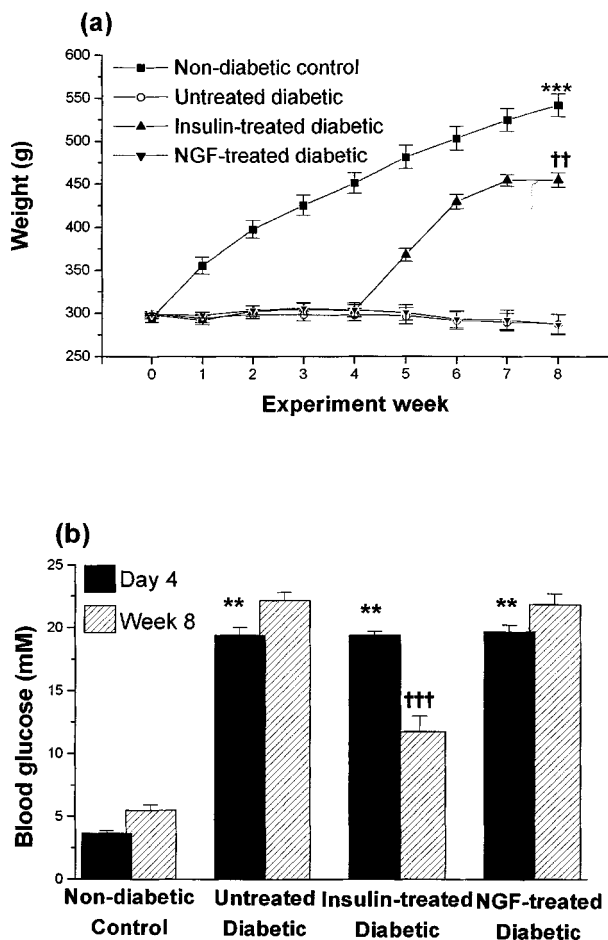 (a)
600
550
500
450
400
350
300
250
Weight (g)
Non-diabetic control
Untreated diabetic
Insulin-treated diabetic
NGF-treated diabetic
***
††
0 1 2 3 4 5 6 7 8
Experiment week
(b)
25
20
15
10
5
0
Blood glucose (mM)
Day 4
Week 8
**
**
**
†††
Non-diabetic Untreated Insulin-treated NGF-treated
Control Diabetic Diabetic Diabetic